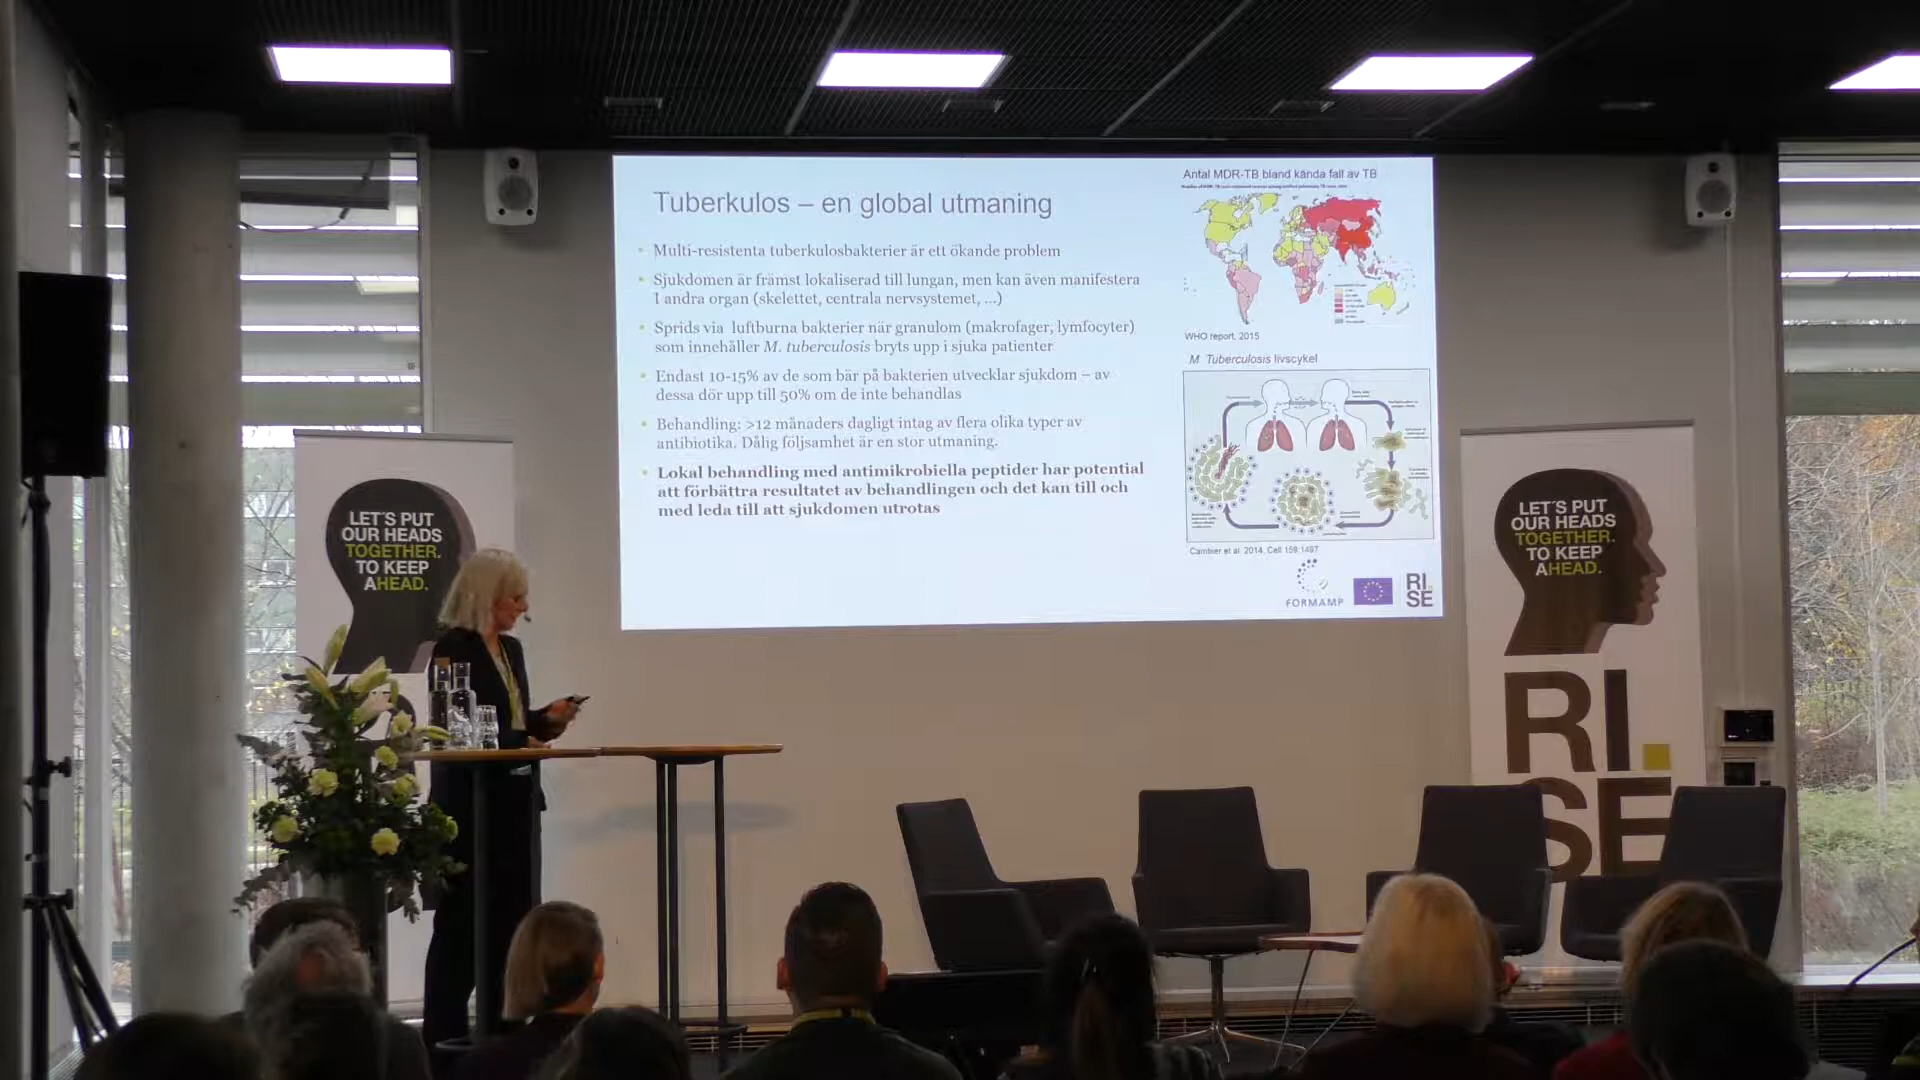 Tuberkulos – en global utmaning
Multi-resistenta tuberkulosbakterier är ett ökande problem
Sjukdomen är främst lokaliserad till lungan, men kan även manifestera
I andra organ (skelettet, centrala nervsystemet, ...)
Sprids via luftburna bakterier när granulom (makrofager, lymfocyter)
som innehåller M. tuberculosis bryts upp i sjuka patienter
Endast 10-15% av de som bär på bakterien utvecklar sjukdom – av
dessa dör upp till 50% om de inte behandlas
Behandling: >12 månaders dagligt intag av flera olika typer av
antibiotika. Dålig följsamhet är en stor utmaning.
Lokal behandling med antimikrobiella peptider har potential
att förbättra resultatet av behandlingen och det kan till och
med leda till att sjukdomen utrotas
Antal MDR-TB bland kända fall av TB
WHO report, 2015
M Tuberculosis livscykel
Cambier et al. 2014, Cell 159:1497
FORMAMP
RI.
SE
LET'S PUT
OUR HEADS
TOGETHER.
TO KEEP
AHEAD.
LET'S PUT
OUR HEADS
TOGETHER.
TO KEEP
AHEAD.
RI.
SE